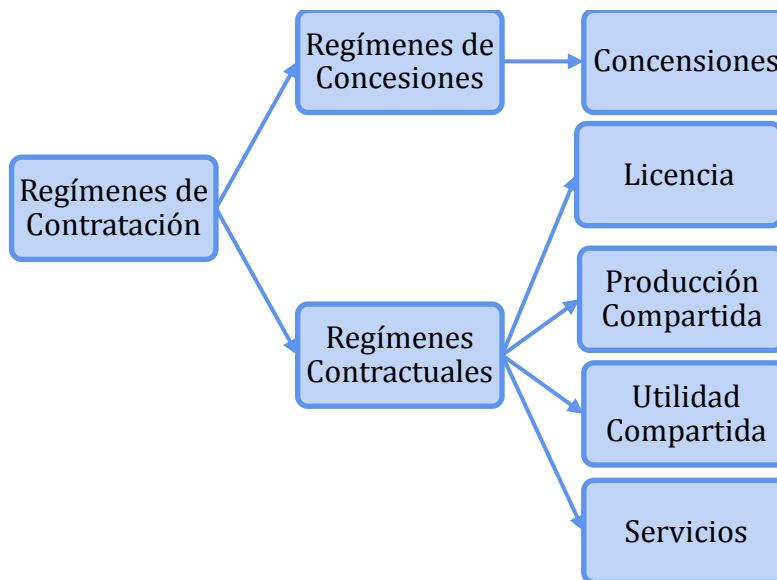 Regímenes de
Concesiones
Concensiones
Regímenes de
Contratación
Licencia
Producción
Compartida
Regímenes
Contractuales
Utilidad
Compartida
Servicios